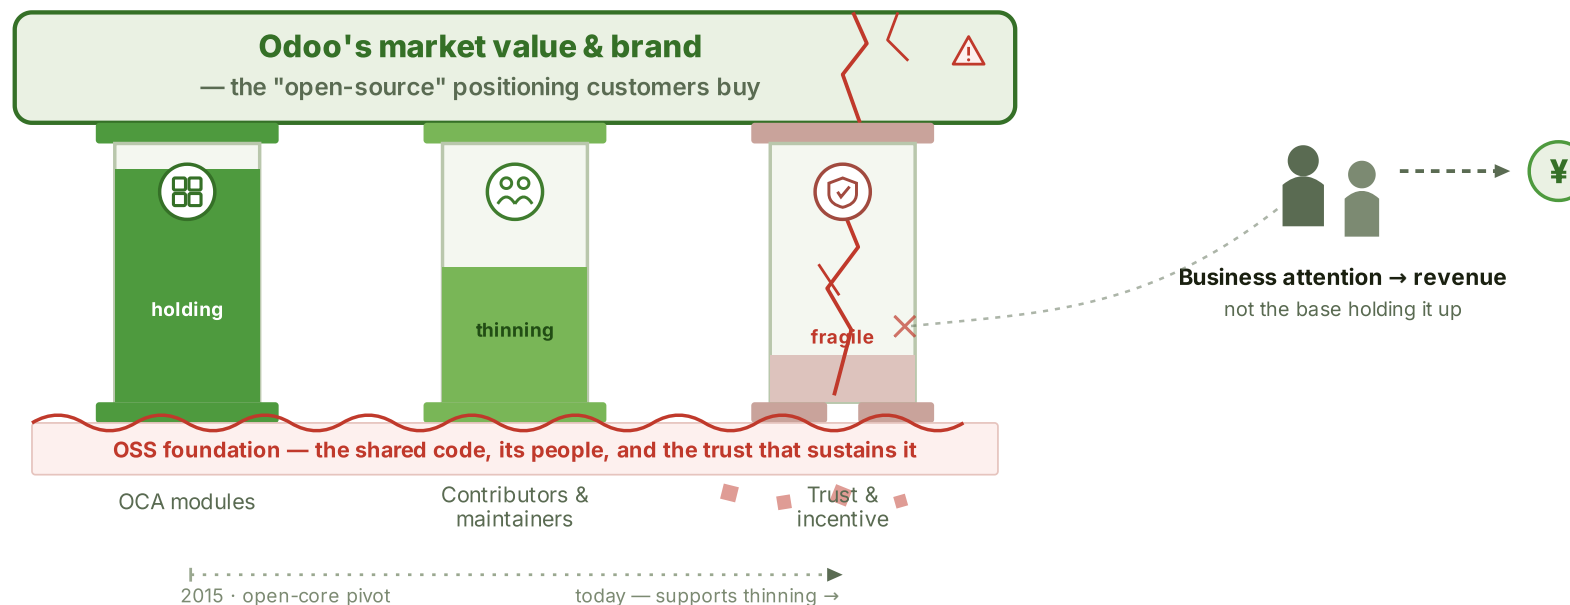 Odoo's market value & brand
— the "open-source" positioning customers buy
holding
thinning
fragile
¥
Business attention → revenue
not the base holding it up
OSS foundation — the shared code, its people, and the trust that sustains it
OCA modules
Contributors &
maintainers
Trust &
incentive
2015 · open-core pivot
today — supports thinning →